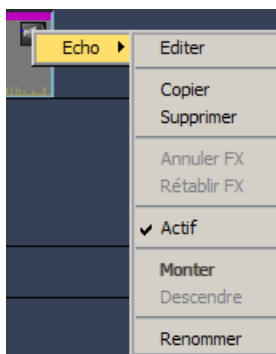 Echo
Editer
Copier
Supprimer
Annuler FX
Rétablir FX
Actif
Monter
Descendre
Renommer